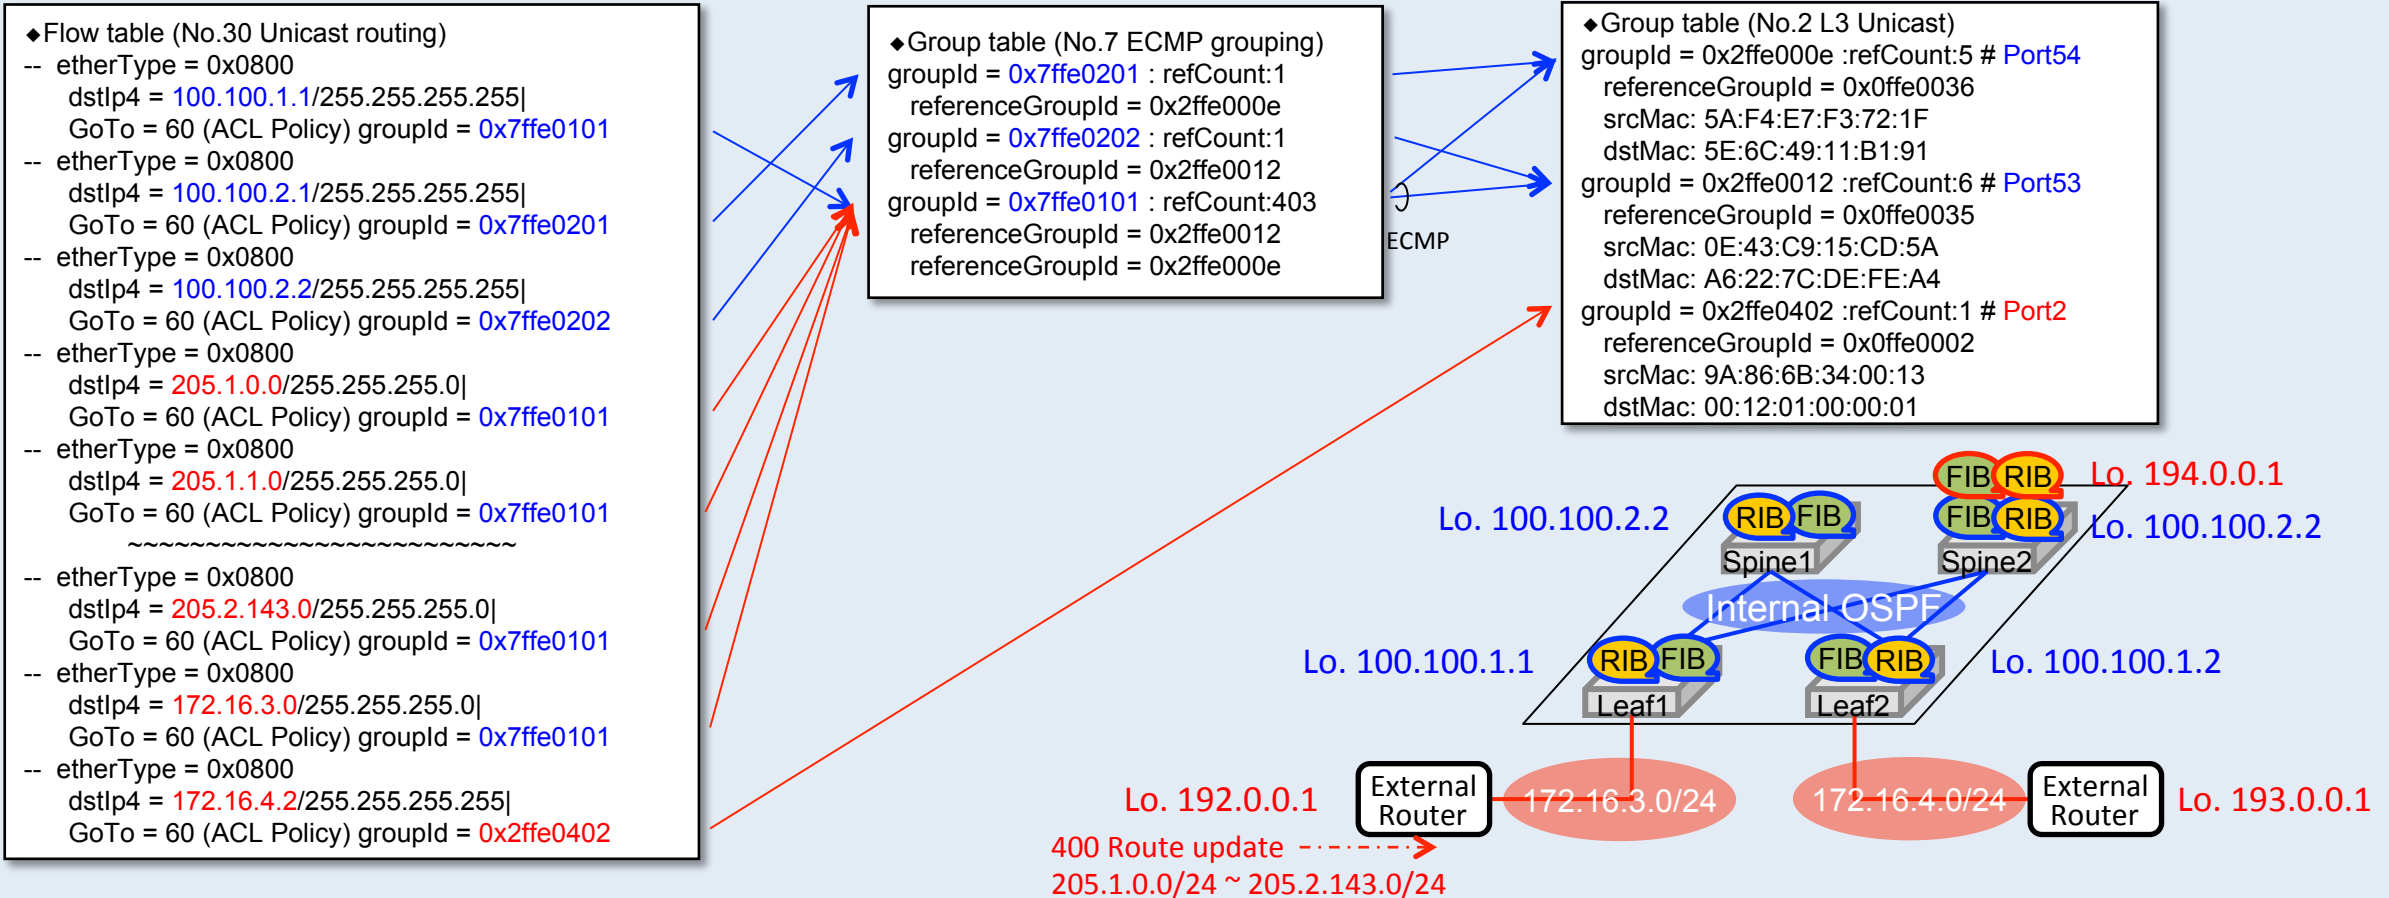 ◆Flow table (No.30 Unicast routing)
-- etherType = 0x0800
dstIp4 = 100.100.1.1/255.255.255.255|
GoTo = 60 (ACL Policy) groupId = 0x7ffe0101
-- etherType = 0x0800
dstIp4 = 100.100.2.1/255.255.255.255|
GoTo = 60 (ACL Policy) groupId = 0x7ffe0201
-- etherType = 0x0800
dstIp4 = 100.100.2.2/255.255.255.255|
GoTo = 60 (ACL Policy) groupId = 0x7ffe0202
-- etherType = 0x0800
dstIp4 = 205.1.0.0/255.255.255.0|
GoTo = 60 (ACL Policy) groupId = 0x7ffe0101
-- etherType = 0x0800
dstIp4 = 205.1.1.0/255.255.255.0|
GoTo = 60 (ACL Policy) groupId = 0x7ffe0101
~~~~~~~~~~~~~~~~~~~~~~~~~
-- etherType = 0x0800
dstIp4 = 205.2.143.0/255.255.255.0|
GoTo = 60 (ACL Policy) groupId = 0x7ffe0101
-- etherType = 0x0800
dstIp4 = 172.16.3.0/255.255.255.0|
GoTo = 60 (ACL Policy) groupId = 0x7ffe0101
-- etherType = 0x0800
dstIp4 = 172.16.4.2/255.255.255.255|
GoTo = 60 (ACL Policy) groupId = 0x2ffe0402
◆Group table (No.7 ECMP grouping)
groupId = 0x7ffe0201 : refCount:1
referenceGroupId = 0x2ffe000e
groupId = 0x7ffe0202 : refCount:1
referenceGroupId = 0x2ffe0012
groupId = 0x7ffe0101 : refCount:403
referenceGroupId = 0x2ffe0012
referenceGroupId = 0x2ffe000e
ECMP
◆Group table (No.2 L3 Unicast)
groupId = 0x2ffe000e :refCount:5 # Port54
referenceGroupId = 0x0ffe0036
srcMac: 5A:F4:E7:F3:72:1F
dstMac: 5E:6C:49:11:B1:91
groupId = 0x2ffe0012 :refCount:6 # Port53
referenceGroupId = 0x0ffe0035
srcMac: 0E:43:C9:15:CD:5A
dstMac: A6:22:7C:DE:FE:A4
groupId = 0x2ffe0402 :refCount:1 # Port2
referenceGroupId = 0x0ffe0002
srcMac: 9A:86:6B:34:00:13
dstMac: 00:12:01:00:00:01
FIB RIB Lo. 194.0.0.1
Lo. 100.100.2.2 RIB FIB FIB RIB Lo. 100.100.2.2
Spine1 Spine2
Internal OSPF
Lo. 100.100.1.1 RIB FIB FIB RIB Lo. 100.100.1.2
Leaf1 Leaf2
Lo. 192.0.0.1
External
Router
172.16.3.0/24
172.16.4.0/24
External
Router
Lo. 193.0.0.1
400 Route update
205.1.0.0/24 ~ 205.2.143.0/24